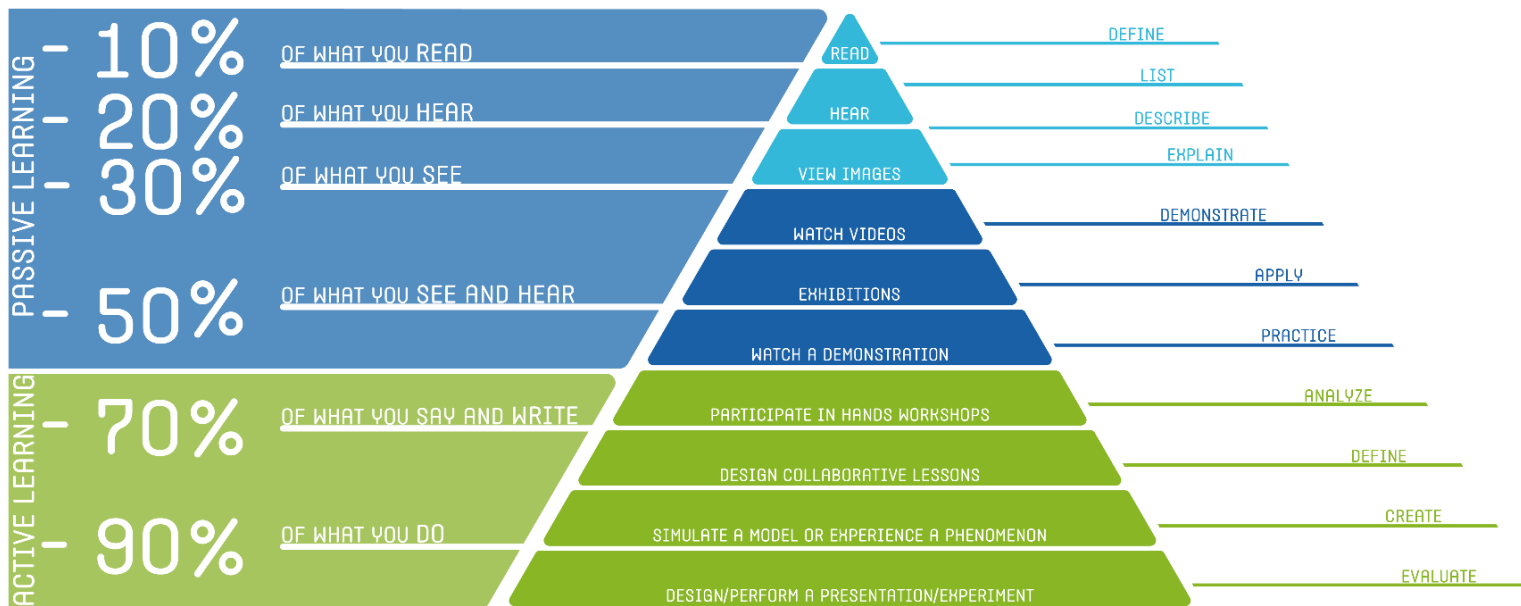 PASSIVE LEARNING
10% OF WHAT YOU READ
20% OF WHAT YOU HEAR
30% OF WHAT YOU SEE
50% OF WHAT YOU SEE AND HEAR
ACTIVE LEARNING
70% OF WHAT YOU SAY AND WRITE
90% OF WHAT YOU DO
READ
HEAR
VIEW IMAGES
WATCH VIDEOS
EXHIBITIONS
WATCH A DEMONSTRATION
PARTICIPATE IN HANDS WORKSHOPS
DESIGN COLLABORATIVE LESSONS
SIMULATE A MODEL OR EXPERIENCE A PHENOMENON
DESIGN/PERFORM A PRESENTATION/EXPERIMENT
DEFINE
LIST
DESCRIBE
EXPLAIN
DEMONSTRATE
APPLY
PRACTICE
ANALYZE
DEFINE
CREATE
EVALUATE